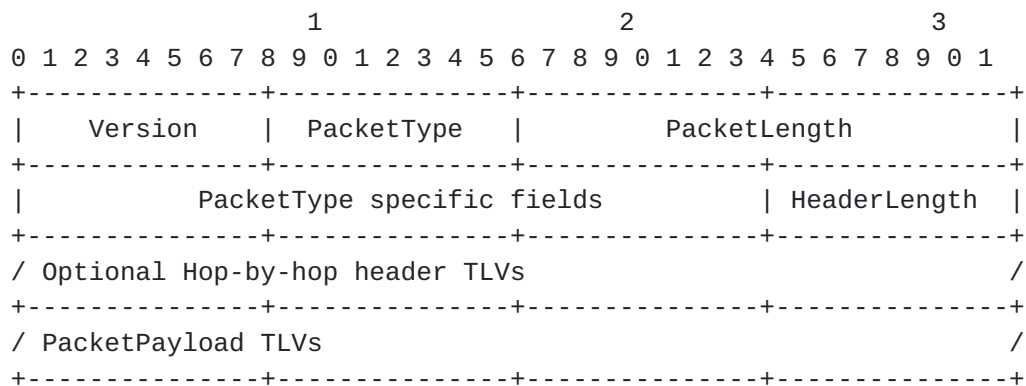 1                   2                   3
 0 1 2 3 4 5 6 7 8 9 0 1 2 3 4 5 6 7 8 9 0 1 2 3 4 5 6 7 8 9 0 1
+---------------+---------------+---------------+---------------+
|    Version    |  PacketType   |         PacketLength          |
+---------------+---------------+---------------+---------------+
|           PacketType specific fields          | HeaderLength  |
+---------------+---------------+---------------+---------------+
/ Optional Hop-by-hop header TLVs                               /
+---------------+---------------+---------------+---------------+
/ PacketPayload TLVs                                            /
+---------------+---------------+---------------+---------------+